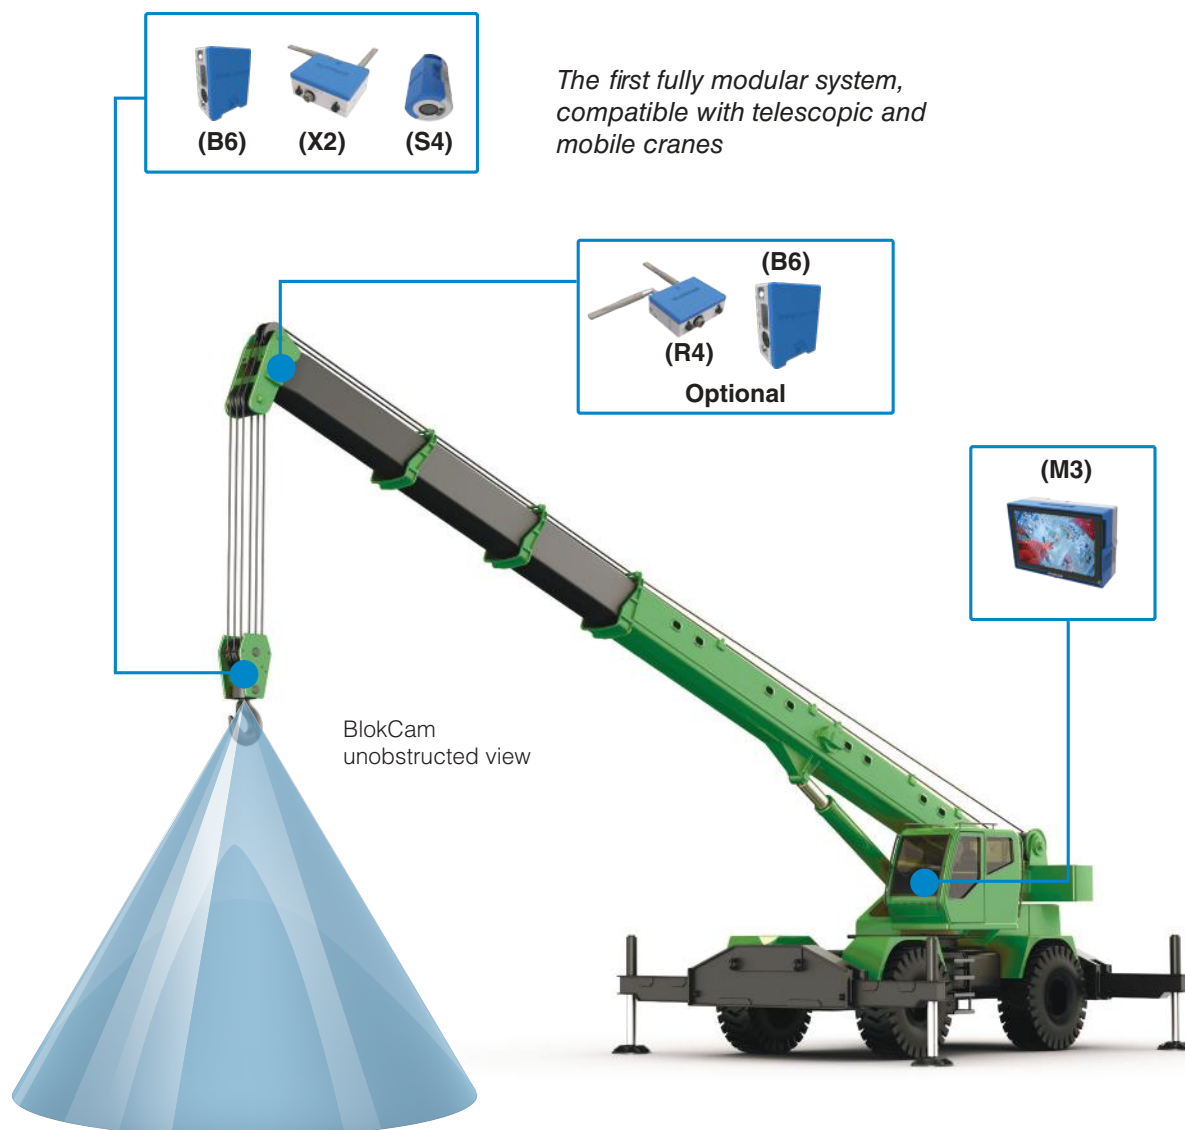 (B6) (X2) (S4)
The first fully modular system,
compatible with telescopic and
mobile cranes
(B6)
(R4)
Optional
(M3)
BlokCam
unobstructed view